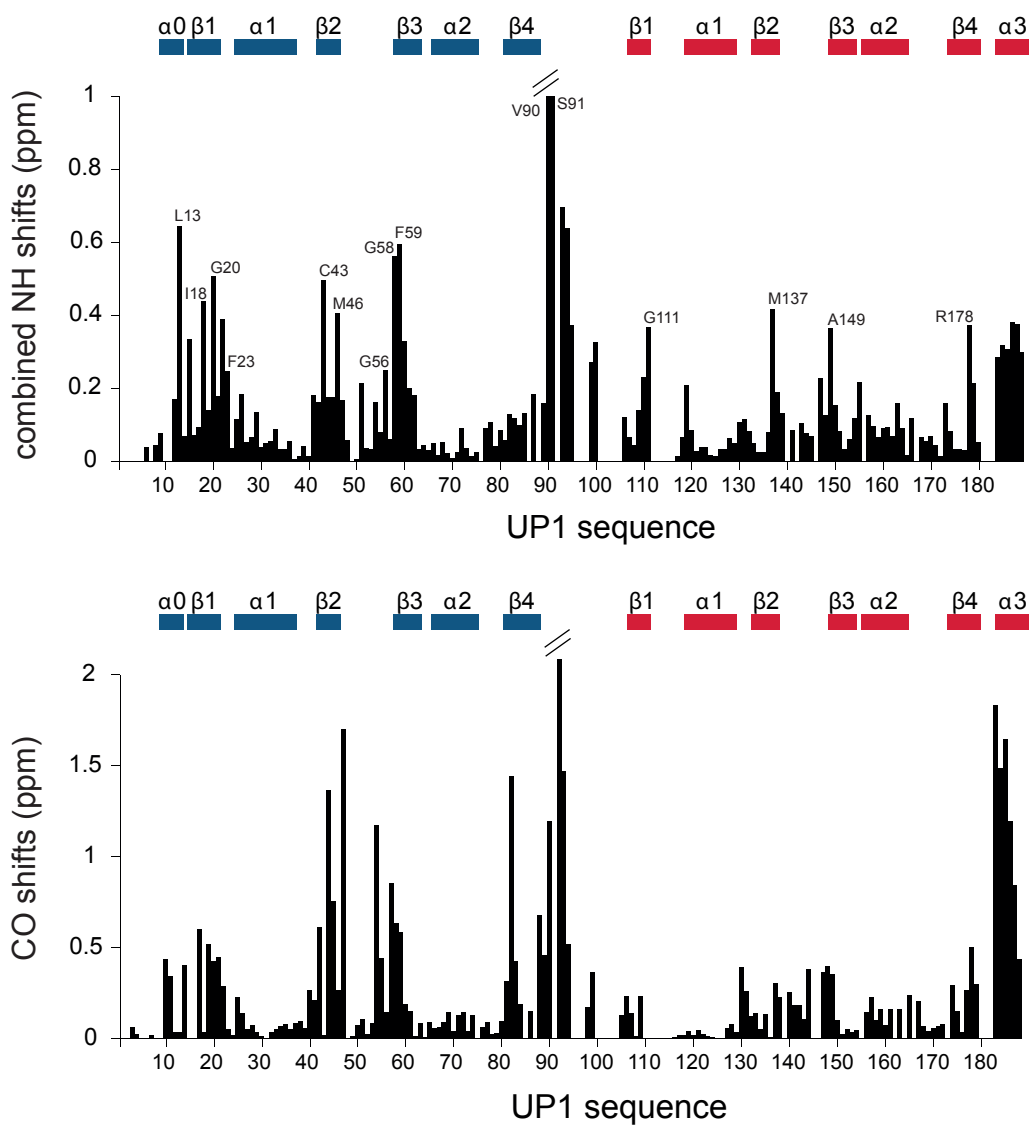 α0 β1 α1 β2 β3 α2 β4 β1 α1 β2 β3 α2 β4 α3
combined NH shifts (ppm)
1
0.8
0.6
0.4
0.2
0
V90 S91
L13
F59
G58
G20
C43
I18
M46
G56
F23
G111
M137
A149
R178
10 20 30 40 50 60 70 80 90 100 110 120 130 140 150 160 170 180
UP1 sequence
α0 β1 α1 β2 β3 α2 β4 β1 α1 β2 β3 α2 β4 α3
CO shifts (ppm)
2
1.5
1
0.5
0
10 20 30 40 50 60 70 80 90 100 110 120 130 140 150 160 170 180
UP1 sequence